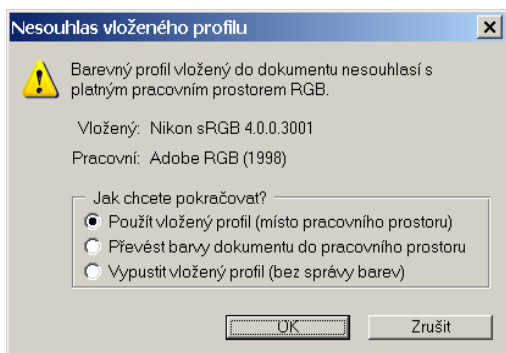 Nesouhlas vloženého profilu
Barevný profil vložený do dokumentu nesouhlasí s
platným pracovním prostorem RGB.
Vložený: Nikon sRGB 4.0.0.3001
Pracovní: Adobe RGB (1998)
Jak chcete pokračovat?
Použít vložený profil (místo pracovního prostoru)
Převést barvy dokumentu do pracovního prostoru
Vypustit vložený profil (bez správy barev)
OK Zrušit